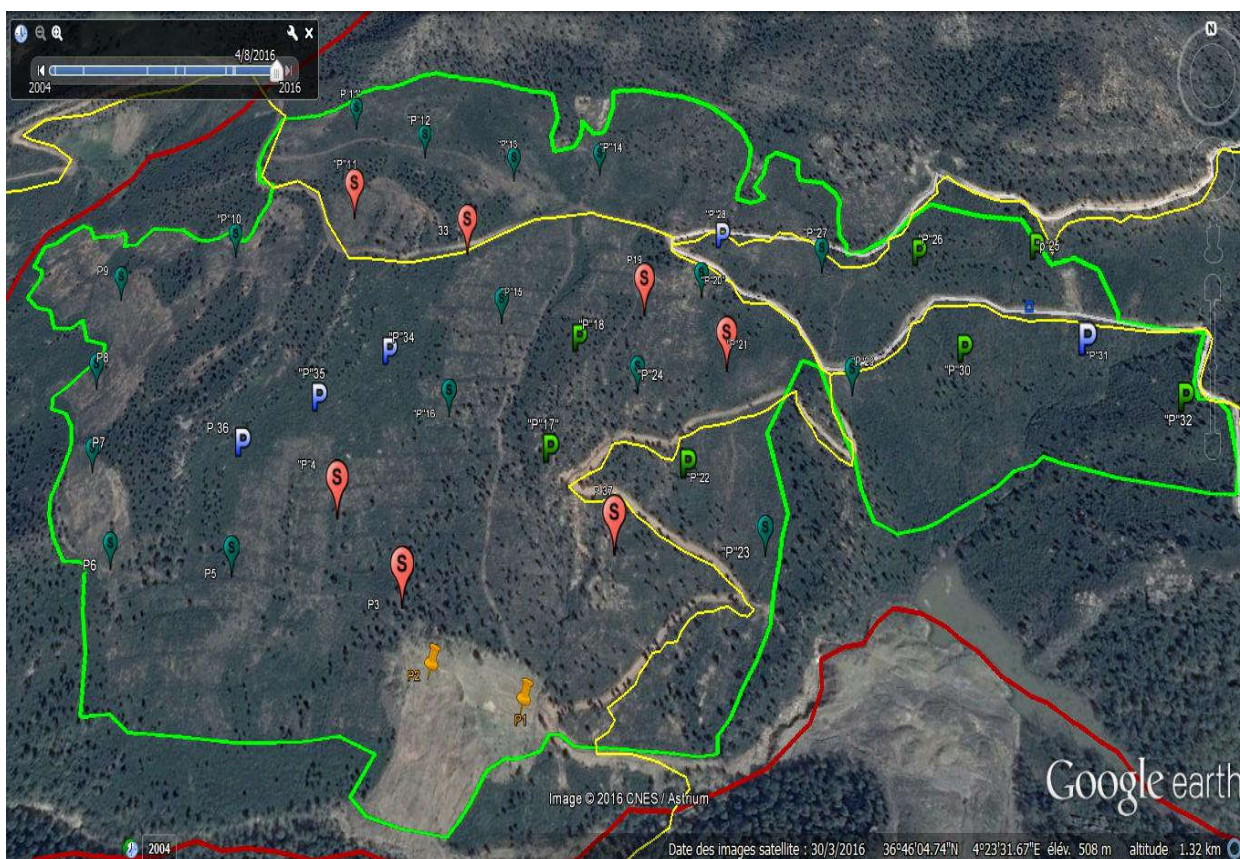 4/8/2016
2004
2016
N
P 11"
"P"12
"P"13
"P"14
"P"11
33
"P"28
"P"10
"P"27
"P"26
"p"25
P9
P19
"P"20
"P"15
"P"18
"P"34
"P"21
"P"31
P8
"P"24
"P"29
"P"30
"P"35
"P"16
"P"32
P 36
"P"17"
P7
"P"4
"P"22
P 37
P6
P5
"P"23
P3
P2
P1
Google earth
Image © 2016 CNES / Astrium
2004
Date des images satellite : 30/3/2016 36°46'04.74"N 4°23'31.67"E élév. 508 m altitude 1.32 km